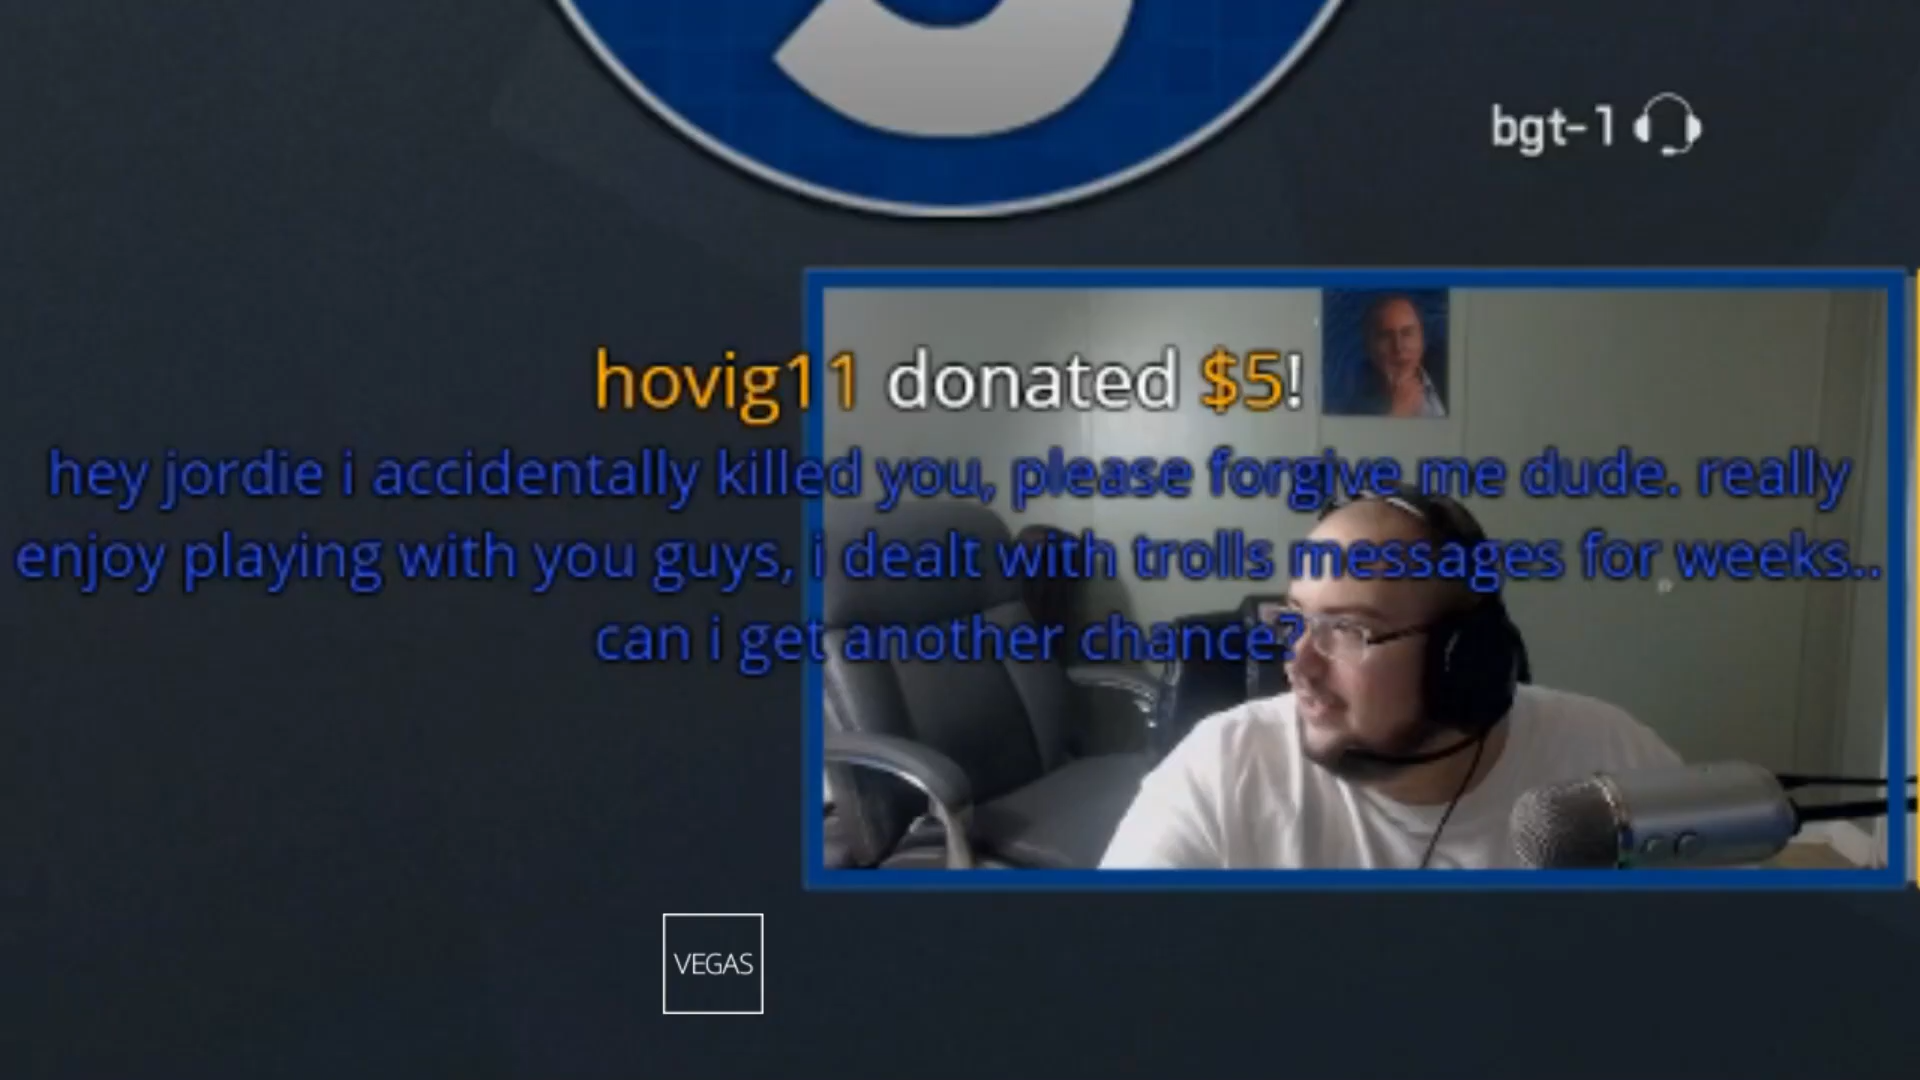 bgt-1
hovig11 donated $5!
hey jordie i accidentally killed you, please forgive me dude. really
enjoy playing with you guys, i dealt with trolls messages for weeks..
can i get another chance?
VEGAS